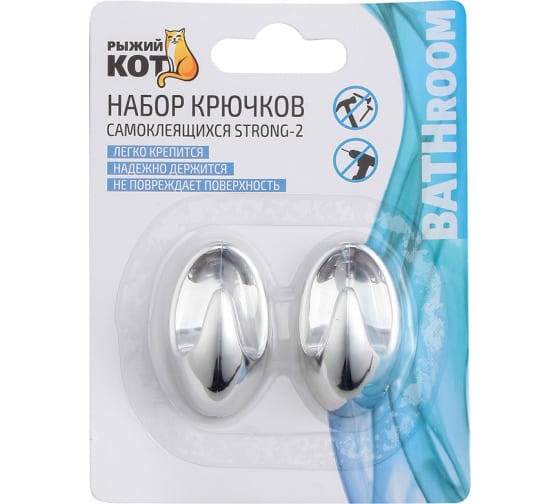 РЫЖИЙ
КОТ
НАБОР КРЮЧКОВ
САМОКЛЕЯЩИХСЯ STRONG-2
ЛЕГКО КРЕПИТСЯ
НАДЕЖНО ДЕРЖИТСЯ
НЕ ПОВРЕЖДАЕТ ПОВЕРХНОСТЬ
BATHROOM